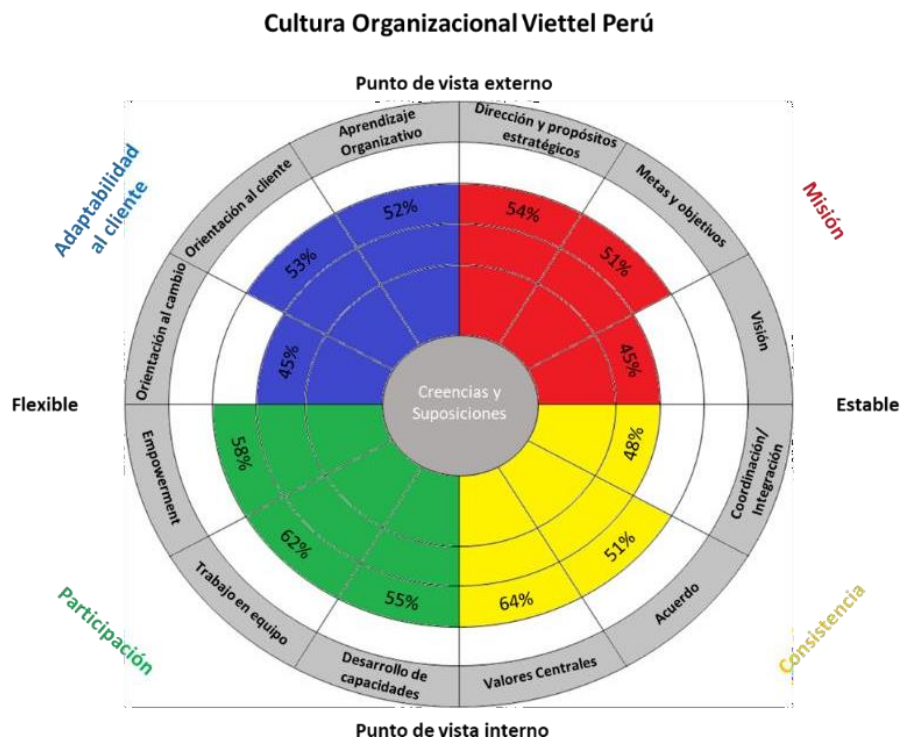 Cultura Organizacional Viettel Perú
Punto de vista externo
Adaptabilidad
al cliente
Misión
Aprendizaje
Organizativo
Dirección y propósitos
estratégicos
Orientación al cliente
Metas y objetivos
Orientación al cambio
Visión
52%
54%
53%
51%
45%
45%
Creencias y
Suposiciones
Flexible
Estable
58%
48%
62%
51%
55%
64%
Empowerment
Coordinación/
Integración
Trabajo en equipo
Acuerdo
Desarrollo de
capacidades
Valores Centrales
Participación
Consistencia
Punto de vista interno